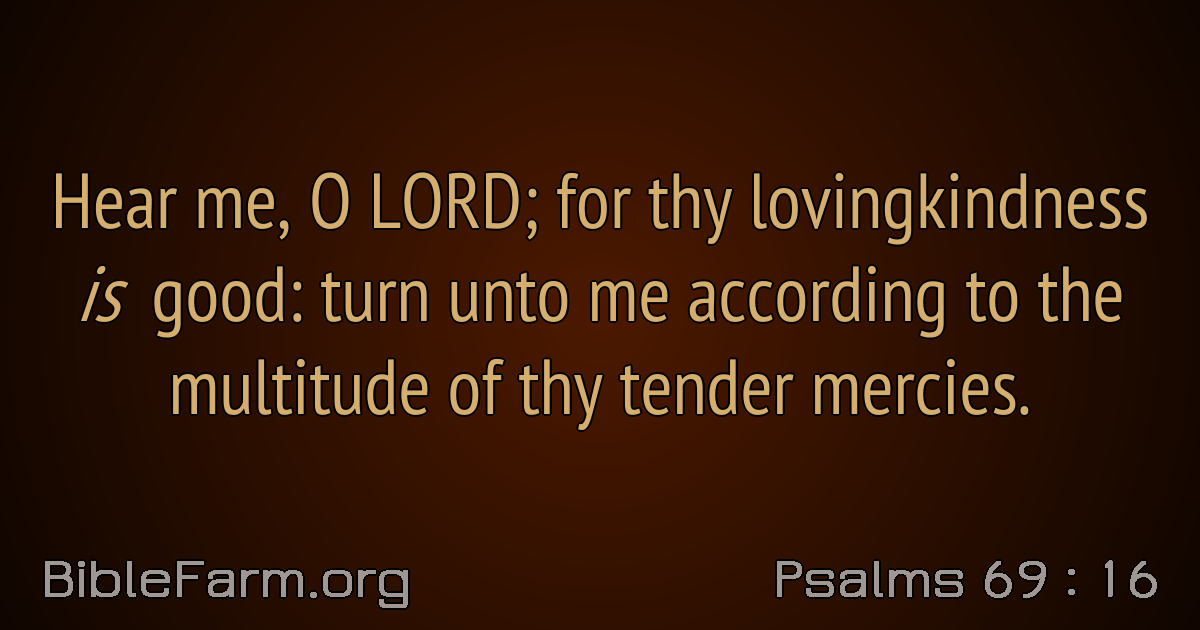 Hear me, O LORD; for thy lovingkindness
is good: turn unto me according to the
multitude of thy tender mercies.
BibleFarm.org
Psalms 69 : 16